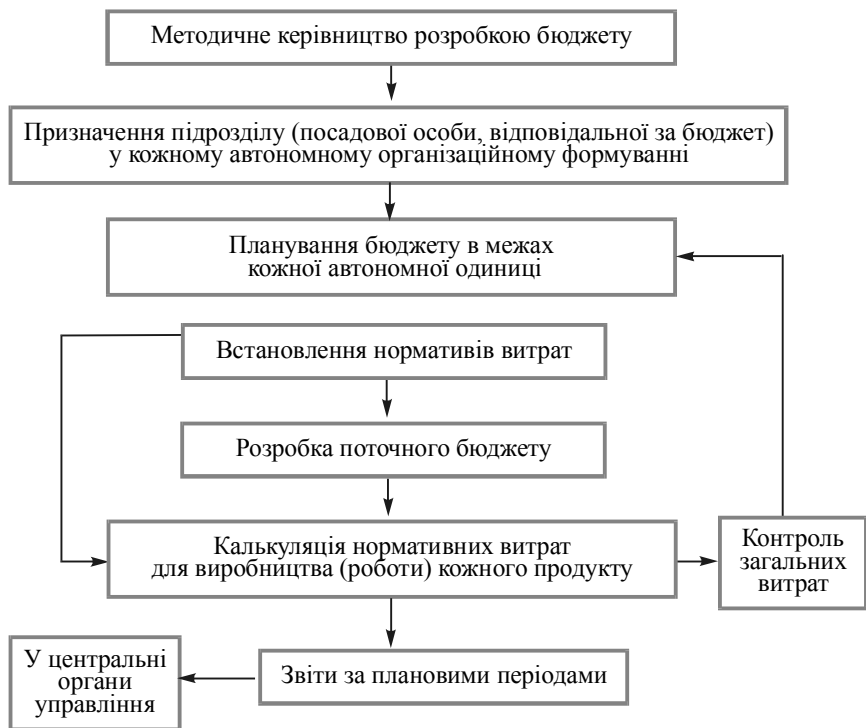 Методичне керівництво розробкою бюджету
Призначення підрозділу (посадової особи, відповідальної за бюджет)
у кожному автономному організаційному формуванні
Планування бюджету в межах
кожної автономної одиниці
Встановлення нормативів витрат
Розробка поточного бюджету
Калькуляція нормативних витрат
для виробництва (роботи) кожного продукту
Контроль
загальних
витрат
Звіти за плановими періодами
У центральні
органи
управління